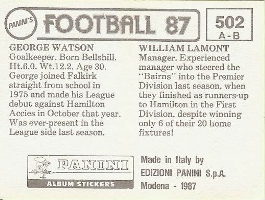 PANINI'S
FOOTBALL 87
502
A-B
GEORGE WATSON
Goalkeeper. Born Bellshill.
Ht.6.0. Wt.12.2. Age 30.
George joined Falkirk
straight from school in
1975 and made his League
debut against Hamilton
Accies in October that year.
Was ever-present in the
League side last season.
WILLIAM LAMONT
Manager. Experienced
manager who steered the
"Bairns" into the Premier
Division last season, when
they finished as runners-up
to Hamilton in the First
Division, despite winning
only 6 of their 20 home
fixtures!
PANINI
ALBUM STICKERS
Made in Italy by
EDIZIONI PANINI S.p.A.
Modena - 1987